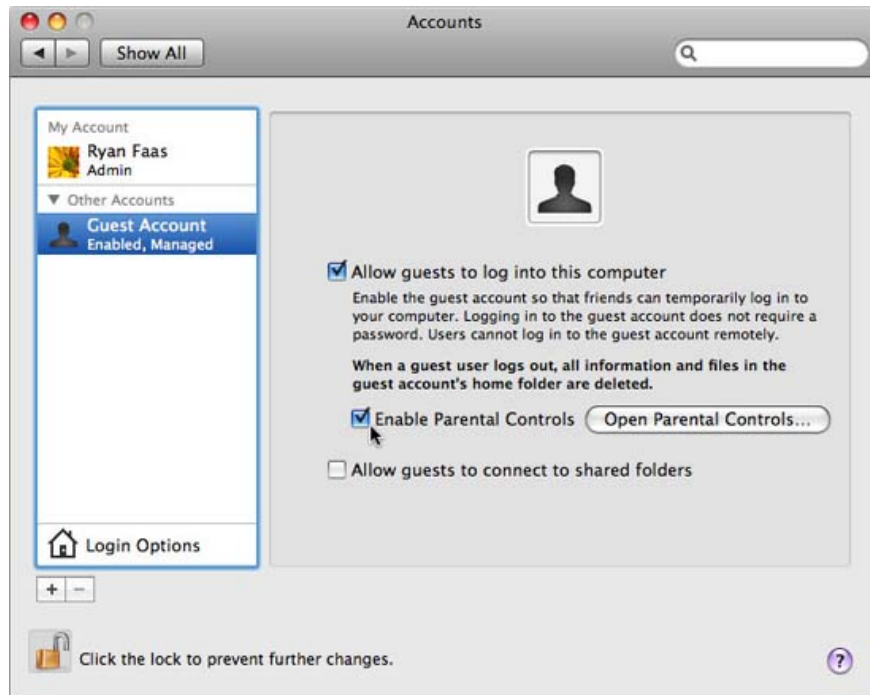 Accounts
Show All
My Account
Ryan Faas
Admin
Other Accounts
Guest Account
Enabled, Managed
Login Options
Allow guests to log into this computer
Enable the guest account so that friends can temporarily log in to
your computer. Logging in to the guest account does not require a
password. Users cannot log in to the guest account remotely.
When a guest user logs out, all information and files in the
guest account's home folder are deleted.
Enable Parental Controls Open Parental Controls...
Allow guests to connect to shared folders
+ −
Click the lock to prevent further changes.
?